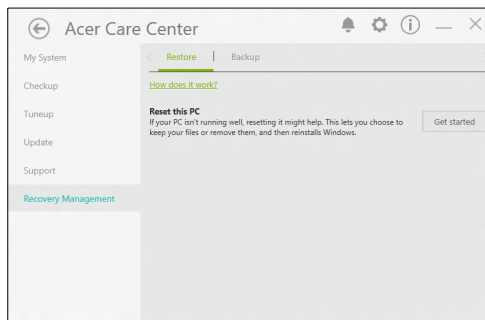 Acer Care Center
My System
Checkup
Tuneup
Update
Support
Recovery Management
Restore
Backup
How does it work?
Reset this PC
If your PC isn't running well, resetting it might help. This lets you choose to
keep your files or remove them, and then reinstalls Windows.
Get started